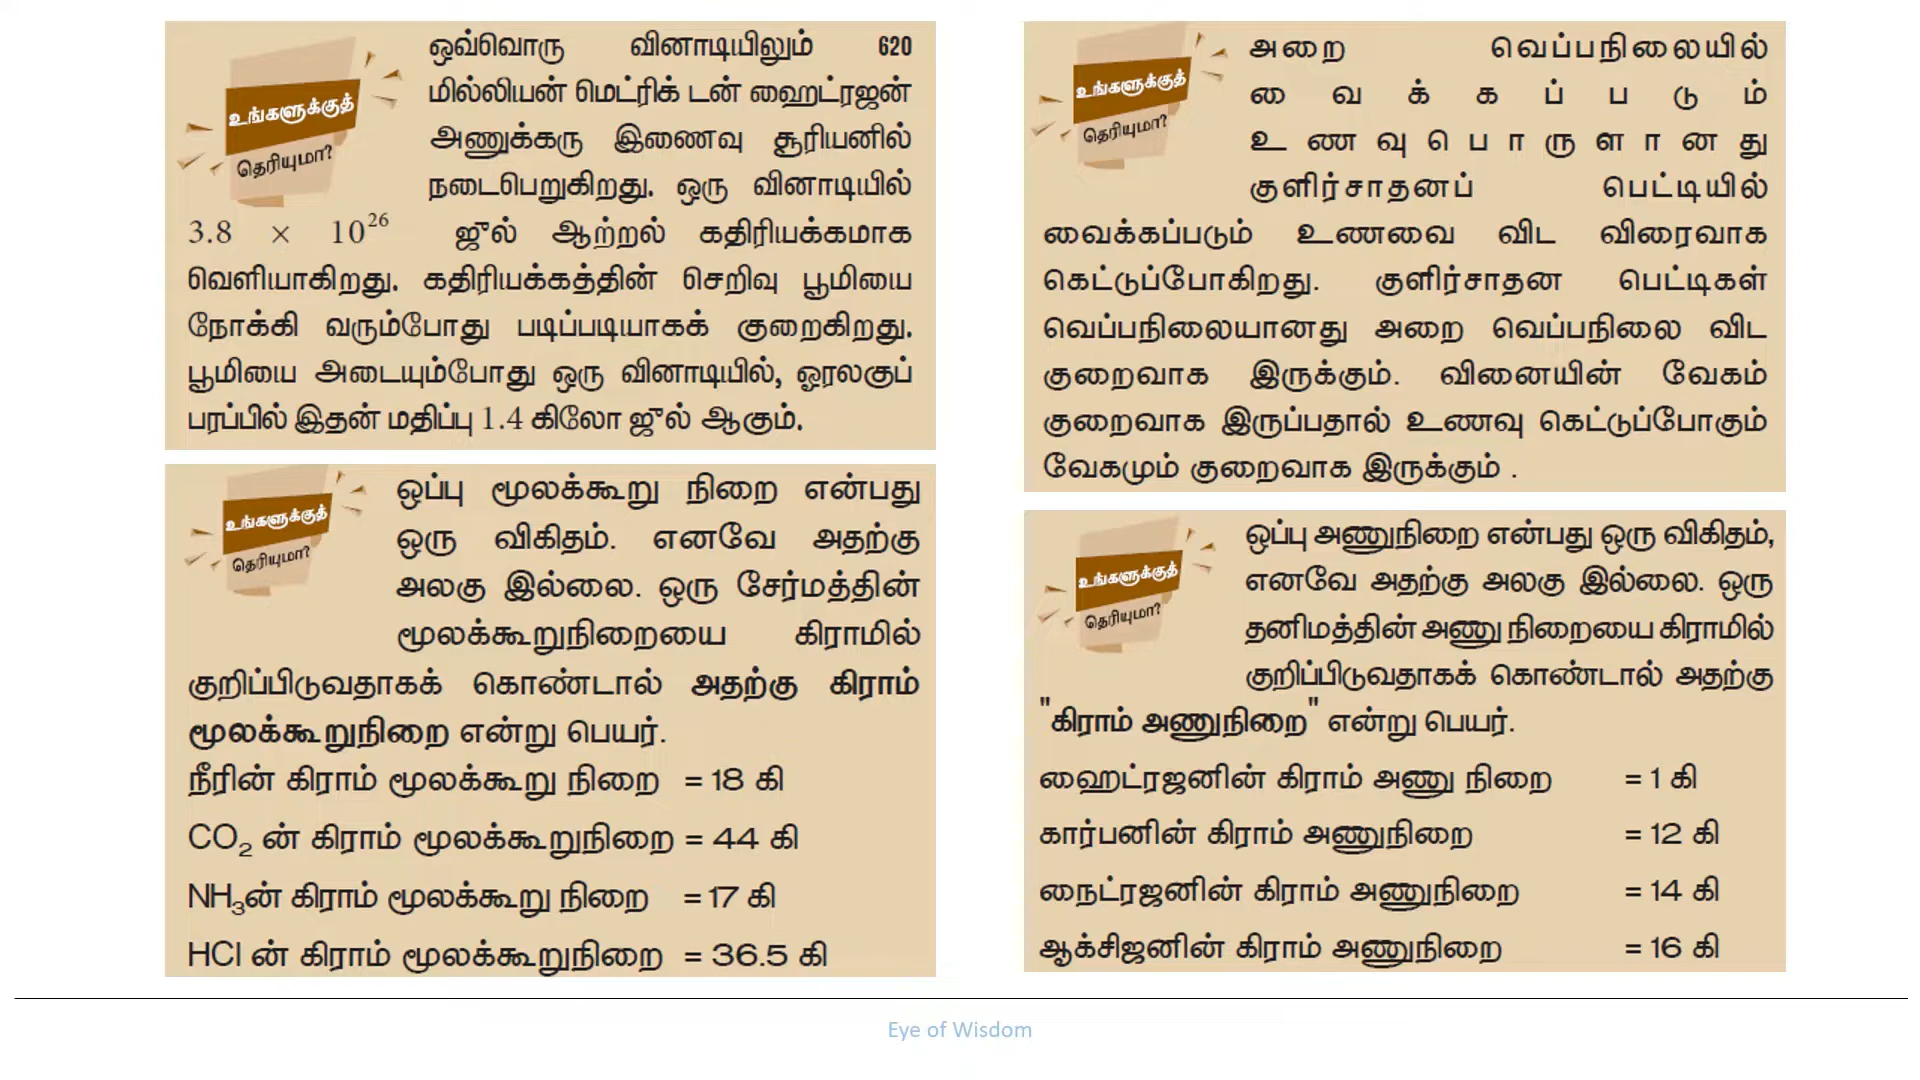 உங்களுக்குத்
தெரியுமா?
ஒவ்வொரு வினாடியிலும் 620
மில்லியன் மெட்ரிக் டன் ஹைட்ரஜன்
அணுக்கரு இணைவு சூரியனில்
நடைபெறுகிறது. ஒரு வினாடியில்
3.8 × 10²⁶ ஜுல் ஆற்றல் கதிரியக்கமாக
வெளியாகிறது. கதிரியக்கத்தின் செறிவு பூமியை
நோக்கி வரும்போது படிப்படியாகக் குறைகிறது.
பூமியை அடையும்போது ஒரு வினாடியில், ஓரலகுப்
பரப்பில் இதன் மதிப்பு 1.4 கிலோ ஜுல் ஆகும்.
உங்களுக்குத்
தெரியுமா?
ஒப்பு மூலக்கூறு நிறை என்பது
ஒரு விகிதம். எனவே அதற்கு
அலகு இல்லை. ஒரு சேர்மத்தின்
மூலக்கூறுநிறையை கிராமில்
குறிப்பிடுவதாகக் கொண்டால் அதற்கு கிராம்
மூலக்கூறுநிறை என்று பெயர்.
நீரின் கிராம் மூலக்கூறு நிறை = 18 கி
CO₂ ன் கிராம் மூலக்கூறுநிறை = 44 கி
NH₃ன் கிராம் மூலக்கூறு நிறை = 17 கி
HCl ன் கிராம் மூலக்கூறுநிறை = 36.5 கி
உங்களுக்குத்
தெரியுமா?
அறை வெப்பநிலையில்
வைக்கப்படும்
உணவுபொருளானது
குளிர்சாதனப் பெட்டியில்
வைக்கப்படும் உணவை விட விரைவாக
கெட்டுப்போகிறது. குளிர்சாதன பெட்டிகள்
வெப்பநிலையானது அறை வெப்பநிலை விட
குறைவாக இருக்கும். வினையின் வேகம்
குறைவாக இருப்பதால் உணவு கெட்டுப்போகும்
வேகமும் குறைவாக இருக்கும் .
உங்களுக்குத்
தெரியுமா?
ஒப்பு அணுநிறை என்பது ஒரு விகிதம்,
எனவே அதற்கு அலகு இல்லை. ஒரு
தனிமத்தின் அணு நிறையை கிராமில்
குறிப்பிடுவதாகக் கொண்டால் அதற்கு
"கிராம் அணுநிறை" என்று பெயர்.
ஹைட்ரஜனின் கிராம் அணு நிறை = 1 கி
கார்பனின் கிராம் அணுநிறை = 12 கி
நைட்ரஜனின் கிராம் அணுநிறை = 14 கி
ஆக்சிஜனின் கிராம் அணுநிறை = 16 கி
Eye of Wisdom